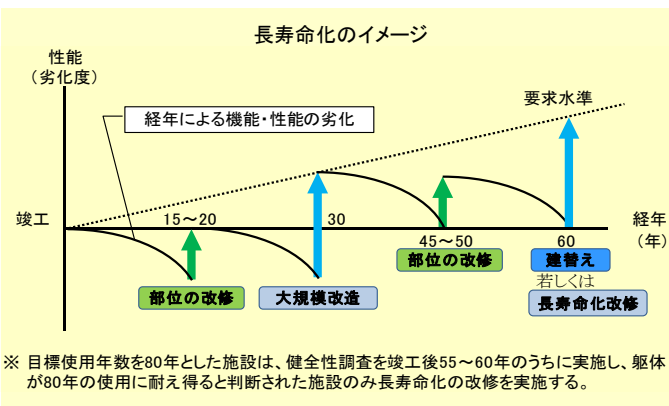 長寿命化のイメージ
性能
（劣化度）
要求水準
経年による機能・性能の劣化
竣工
15～20
30
経年
（年）
45～50
60
部位の改修
建替え
若しくは
部位の改修
大規模改造
長寿命化改修
※ 目標使用年数を80年とした施設は、健全性調査を竣工後55～60年のうちに実施し、躯体
が80年の使用に耐え得ると判断された施設のみ長寿命化の改修を実施する。